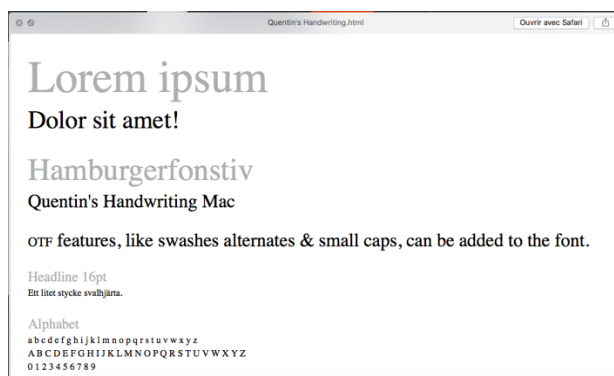 Quentin's Handwriting.html
Ouvrir avec Safari
Lorem ipsum
Dolor sit amet!
Hamburgerfonstiv
Quentin's Handwriting Mac
OTF features, like swashes alternates & small caps, can be added to the font.
Headline 16pt
Ett litet stycke svalhjärta.
Alphabet
a b c d e f g h i j k l m n o p q r s t u v w x y z
A B C D E F G H I J K L M N O P Q R S T U V W X Y Z
0 1 2 3 4 5 6 7 8 9